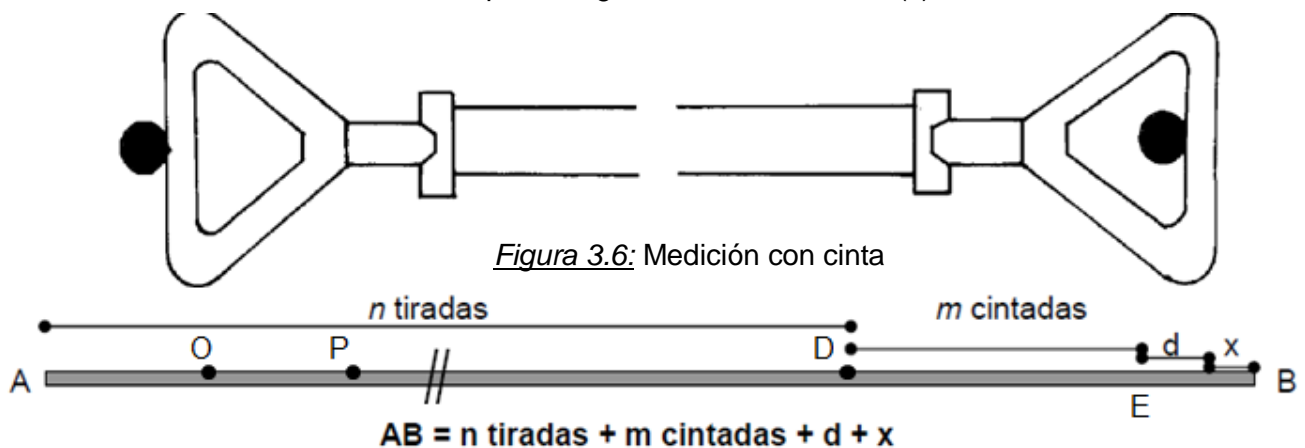 Figura 3.6: Medición con cinta
n tiradas m cintadas
O P D d x
A B
E
AB = n tiradas + m cintadas + d + x